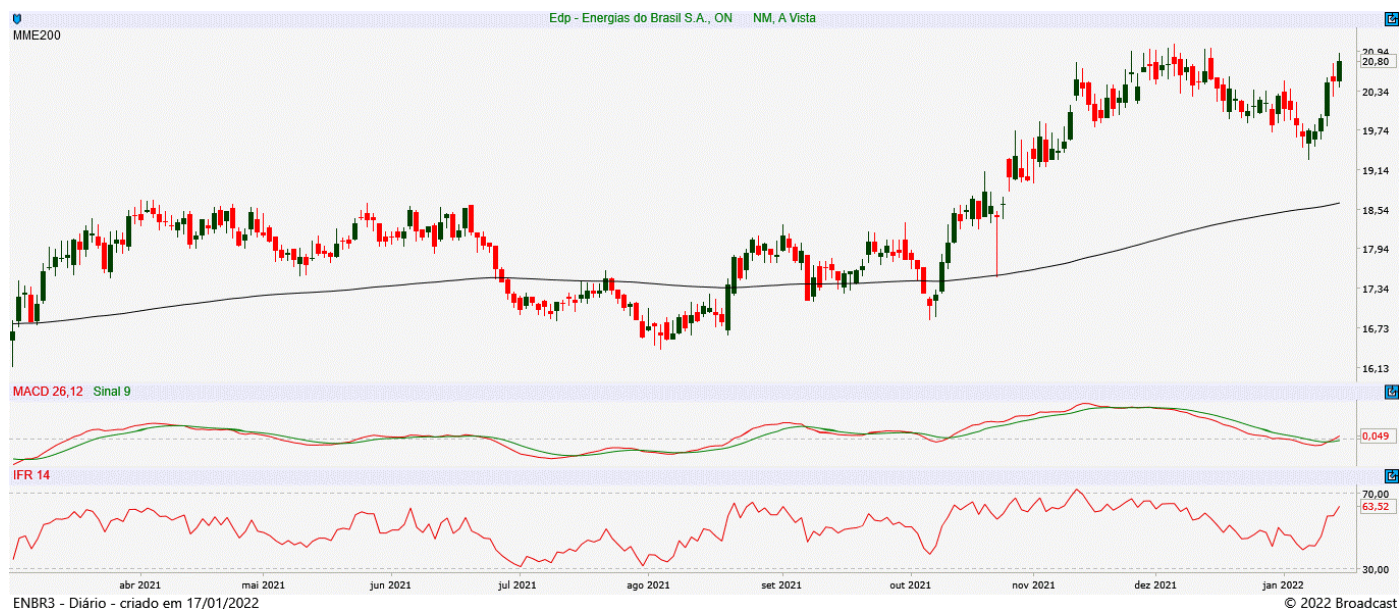 Edp - Energias do Brasil S.A., ON NM, A Vista
MME200
20,94
20,80
20,34
19,74
19,14
18,54
17,94
17,34
16,73
16,13
MACD 26,12 Sinal 9
0,049
IFR 14
70,00
63,52
30,00
abr 2021 mai 2021 jun 2021 jul 2021 ago 2021 set 2021 out 2021 nov 2021 dez 2021 jan 2022
ENBR3 - Diário - criado em 17/01/2022 © 2022 Broadcast